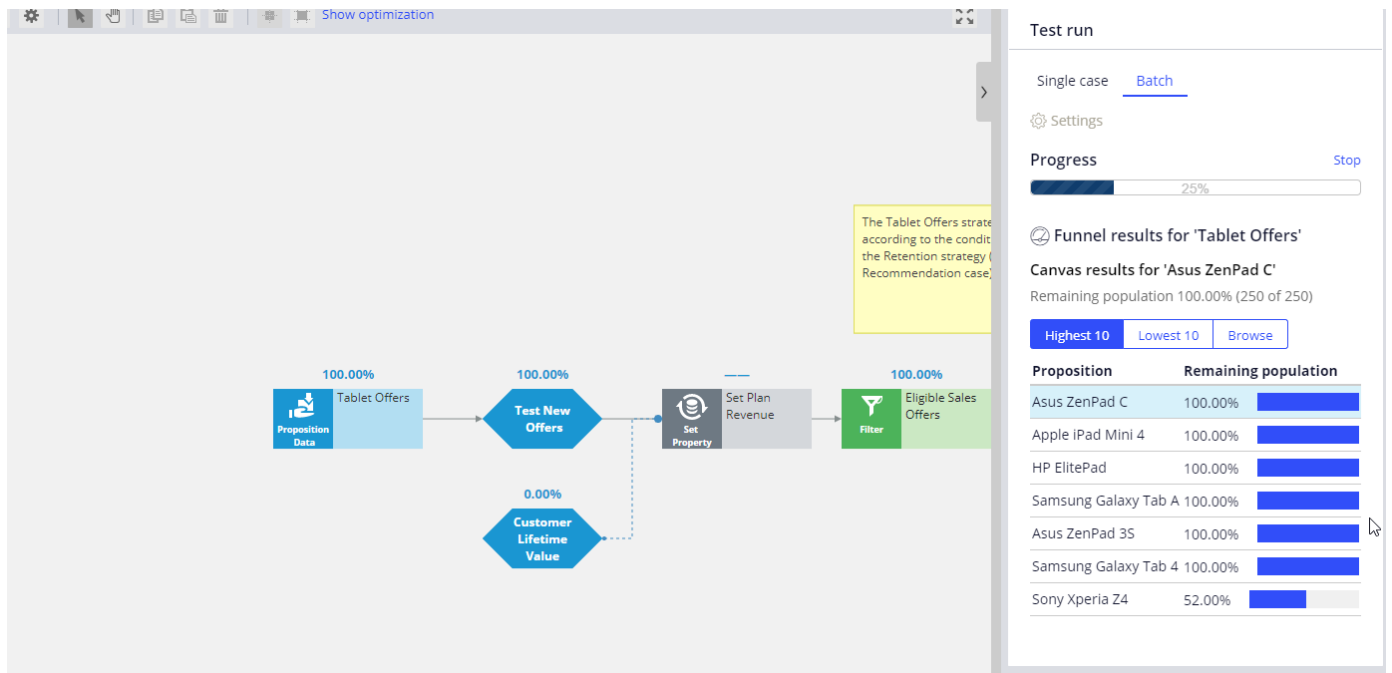 Show optimization
The Tablet Offers strate
according to the condit
the Retention strategy (
Recommendation case)
100.00%
100.00%
——
100.00%
Proposition
Data
Tablet Offers
Test New
Offers
Set
Property
Set Plan
Revenue
Filter
Eligible Sales
Offers
0.00%
Customer
Lifetime
Value
Test run
Single case
Batch
Settings
Progress
Stop
25%
Funnel results for 'Tablet Offers'
Canvas results for 'Asus ZenPad C'
Remaining population 100.00% (250 of 250)
Highest 10
Lowest 10
Browse
Proposition
Remaining population
Asus ZenPad C 100.00%
Apple iPad Mini 4 100.00%
HP ElitePad 100.00%
Samsung Galaxy Tab A 100.00%
Asus ZenPad 3S 100.00%
Samsung Galaxy Tab 4 100.00%
Sony Xperia Z4 52.00%